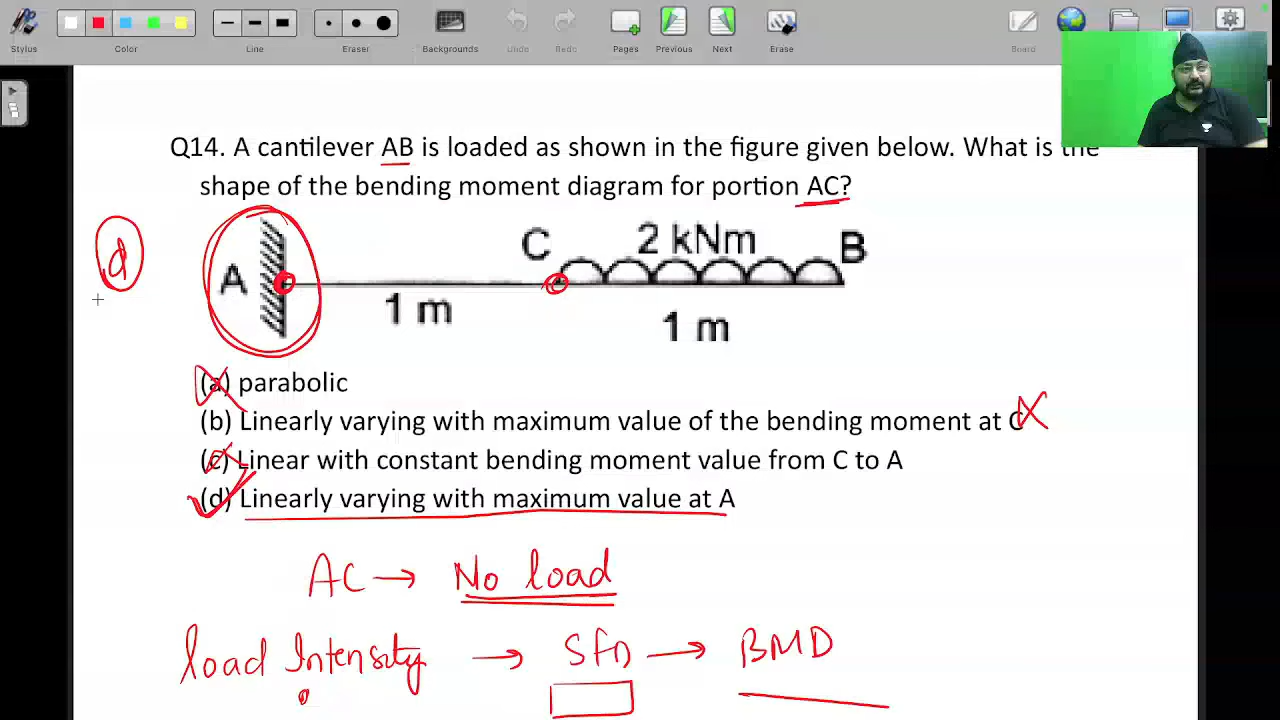 Stylus Color Line Eraser Backgrounds Undo Redo Pages Previous Next Erase Board
Q14. A cantilever AB is loaded as shown in the figure given below. What is the
shape of the bending moment diagram for portion AC?
d
A
C
2 kNm
B
1 m
1 m
(a) parabolic
(b) Linearly varying with maximum value of the bending moment at C
(c) Linear with constant bending moment value from C to A
(d) Linearly varying with maximum value at A
AC → No load
load Intensity → SFD → BMD